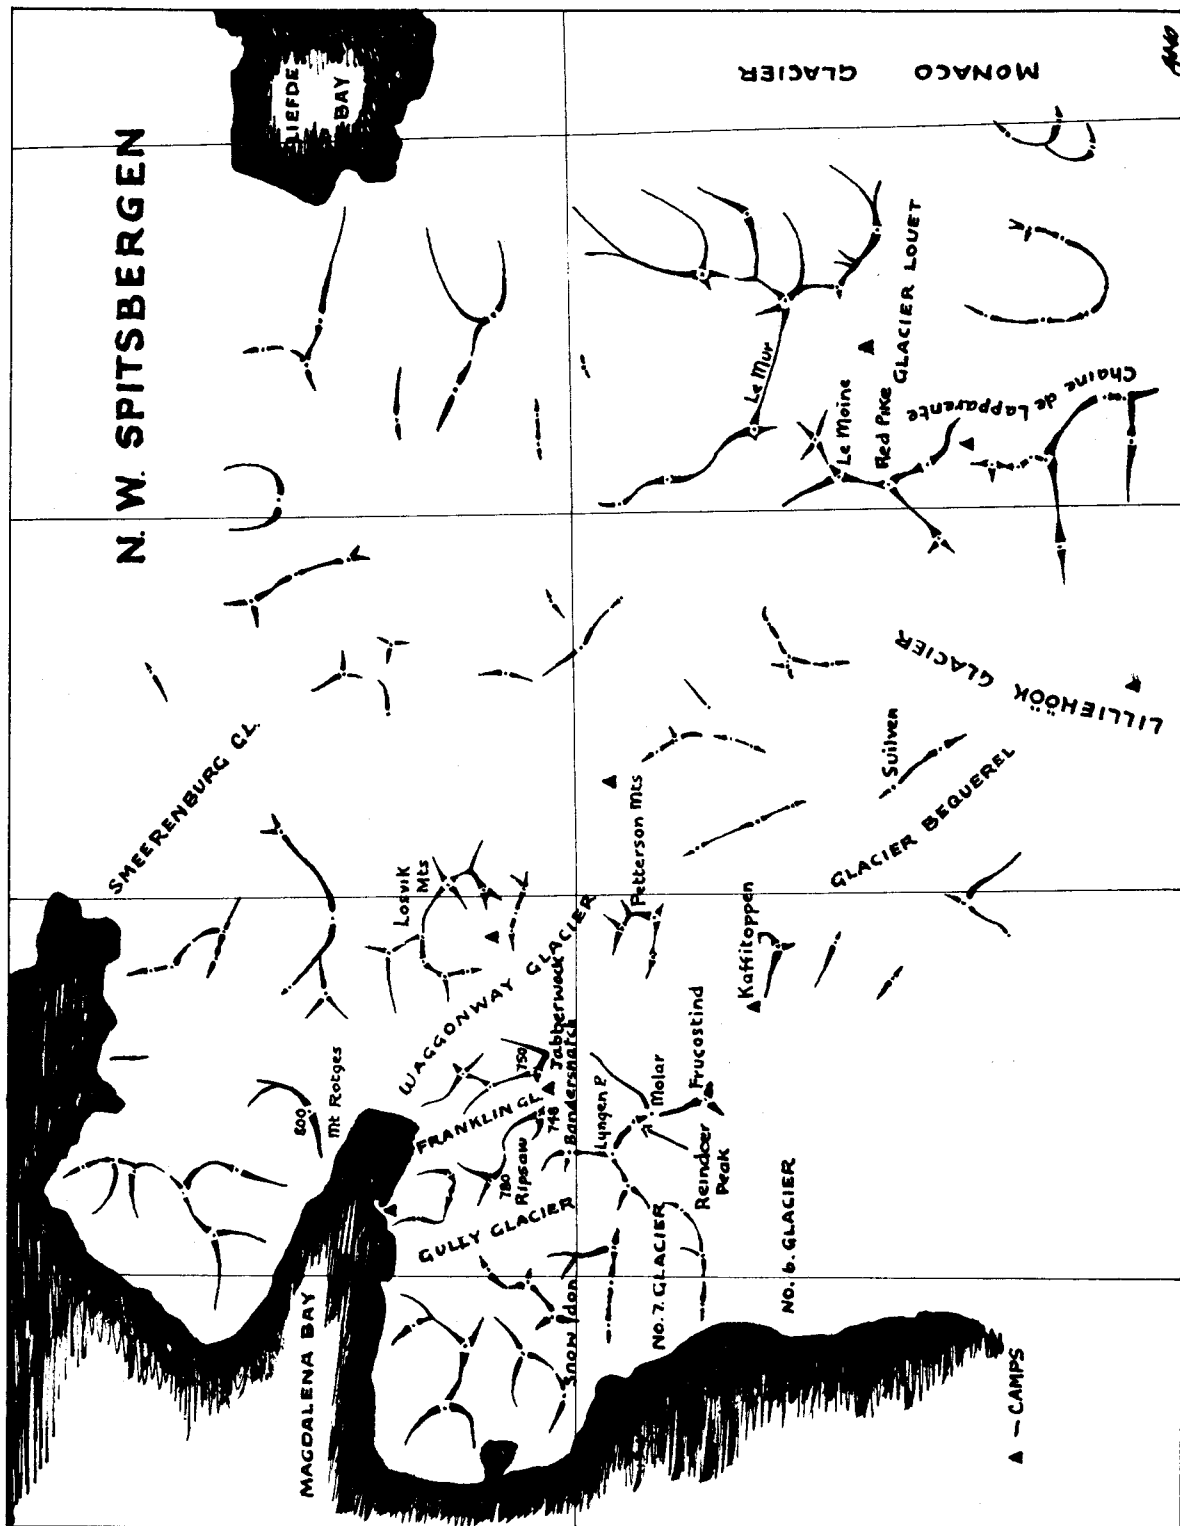 N. W. SPITSBERGEN
LIEFDE
BAY
MONACO GLACIER
SMEERENBURG GL.
Losvik
Mts
WAGGONWAY GLACIER
800
Mt Rotges
MAGDALENA BAY
FRANKLIN GL.
750
Jabberwock
748
Bandersnatch
780
Ripsaw
GULLY GLACIER
Snowdon
Lyngen P.
Molar
Frucostind
Reindeer
Peak
No. 7. GLACIER
No. 6. GLACIER
Petterson Mts
Kaffitoppen
GLACIER BEQUEREL
Suilven
LILLIEHÖÖK GLACIER
Le Mur
Le Moine
Red Pike
GLACIER LOUET
Chaine de Lapparente
▲ — CAMPS